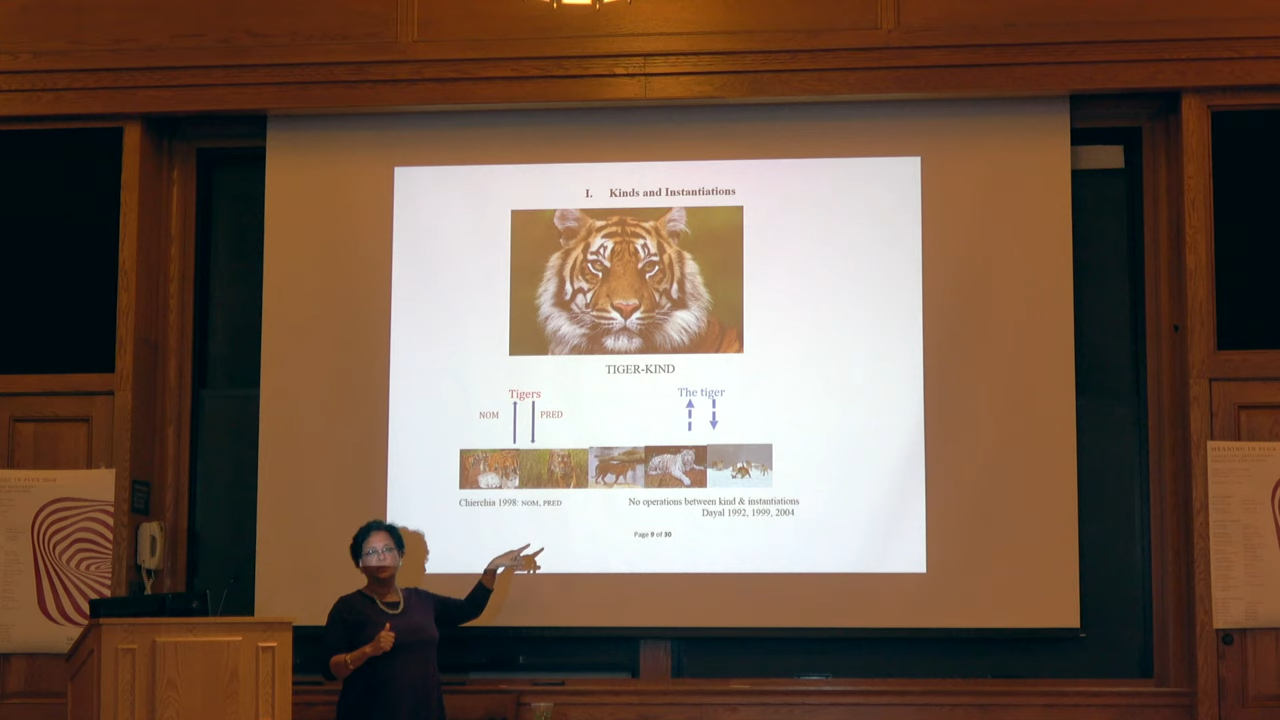 I. Kinds and Instantiations
TIGER-KIND
Tigers
The tiger
NOM
PRED
Chierchia 1998: NOM, PRED
No operations between kind & instantiations
Dayal 1992, 1999, 2004
Page 9 of 30